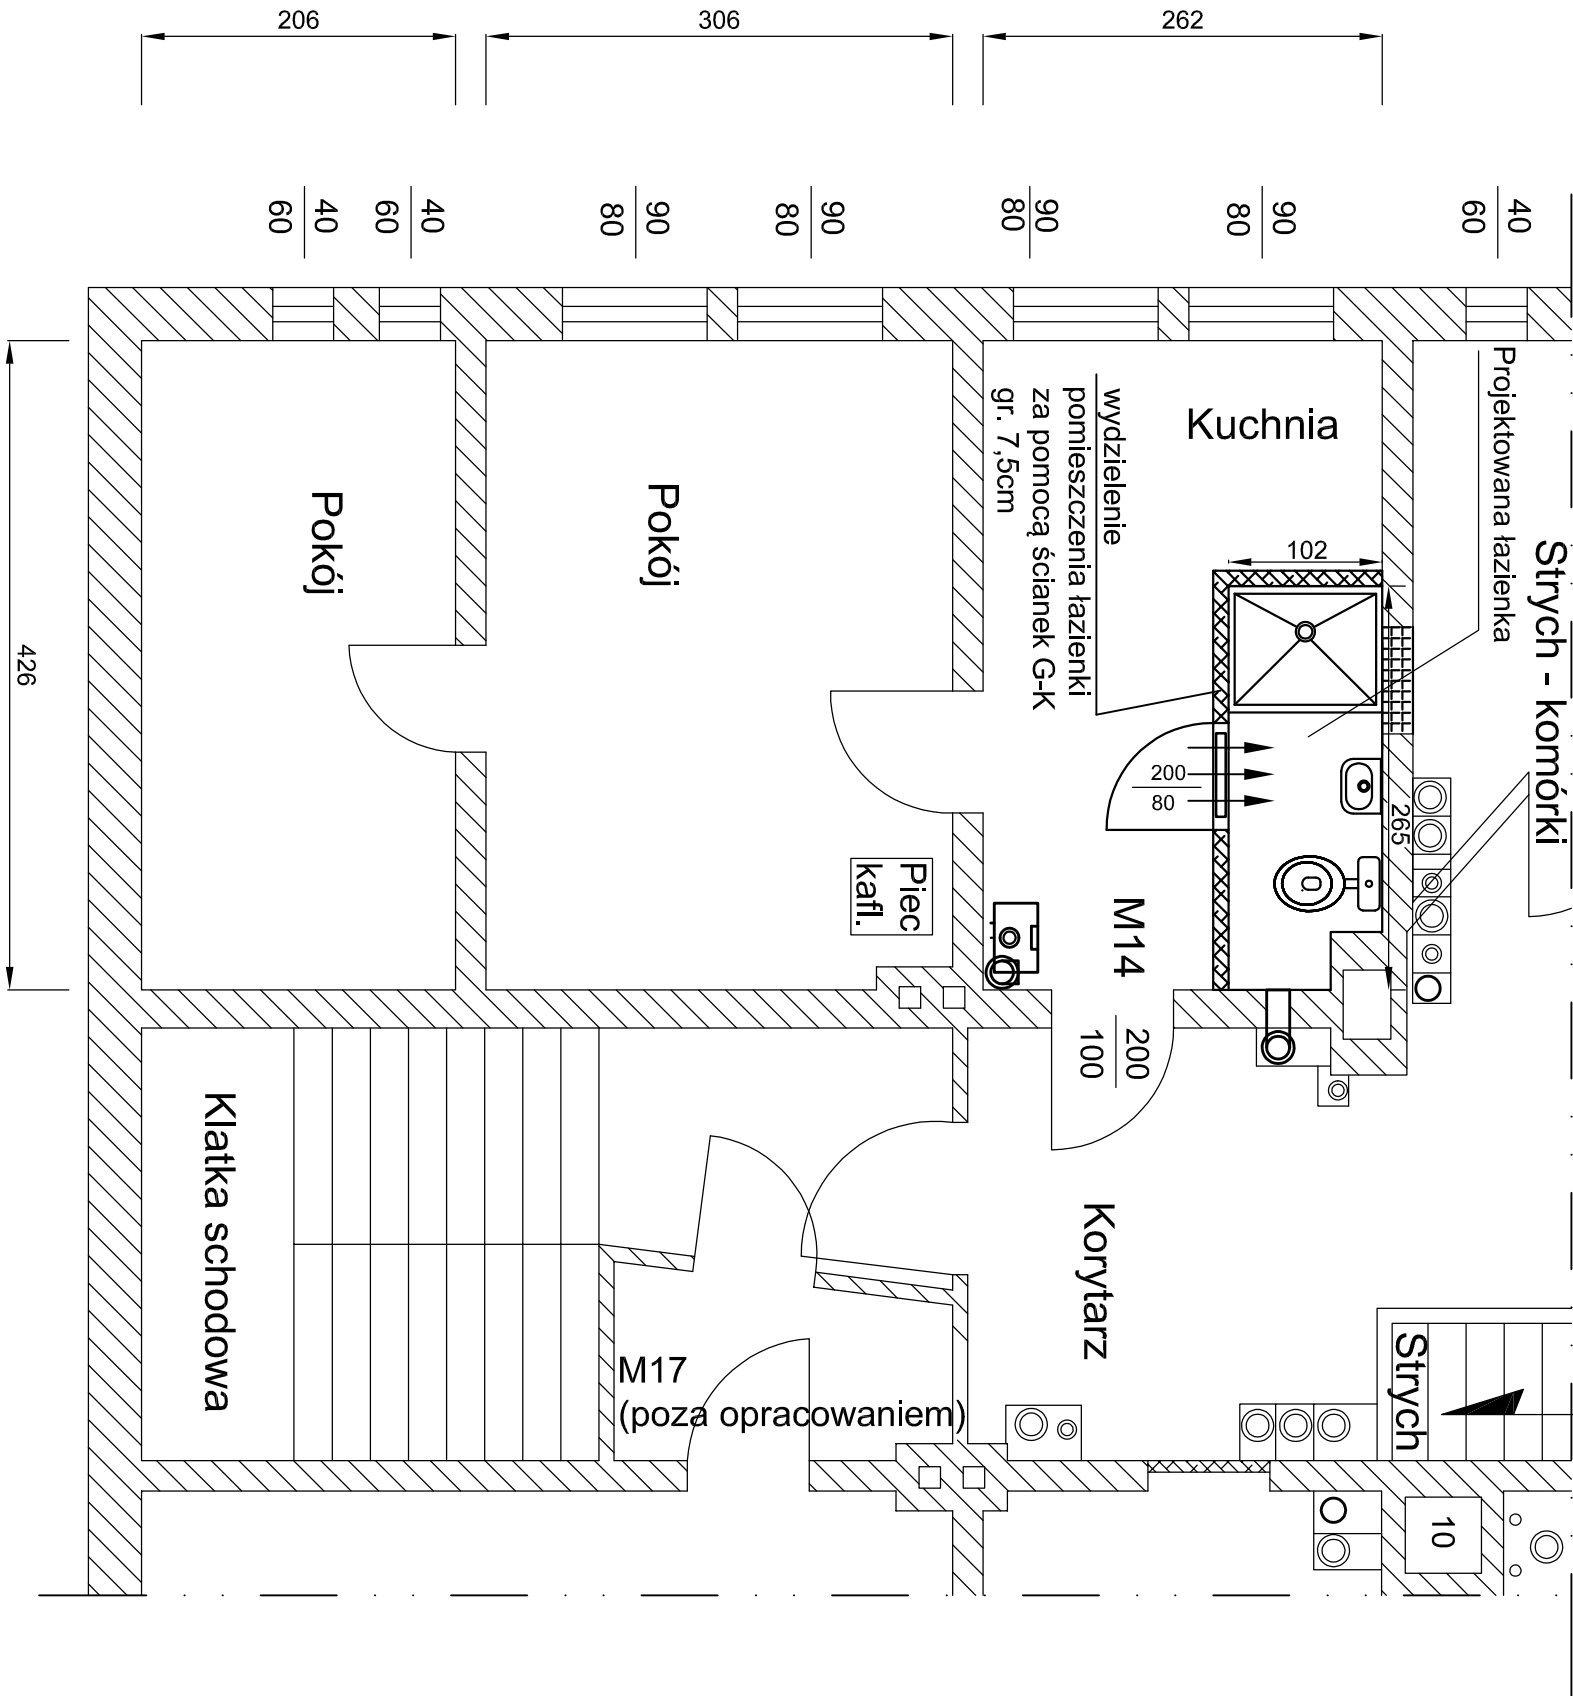 206
306
262
40
60
40
60
90
80
90
80
90
80
90
80
40
60
Projektowana łazienka
Strych - komórki
Kuchnia
wydzielenie
pomieszczenia łazienki
za pomocą ścianek G-K
gr. 7,5cm
102
Pokój
Pokój
426
200
80
265
Piec
kafl.
M14
200
100
Klatka schodowa
Korytarz
Strych
M17
(poza opracowaniem)
10